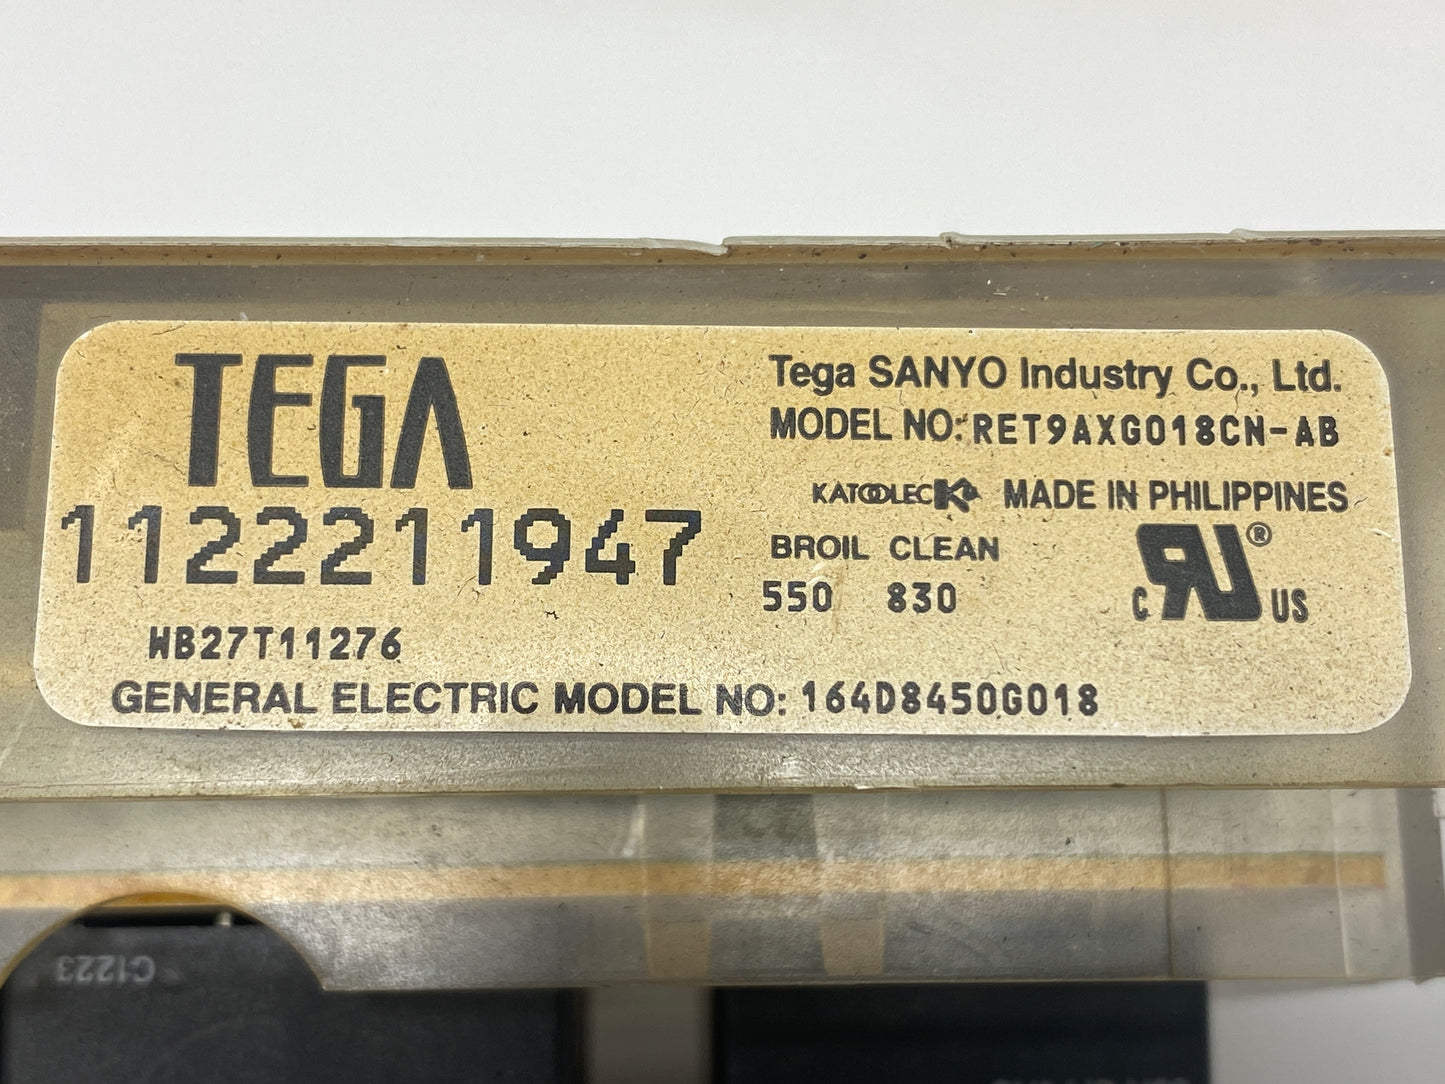 TEGA
Tega SANYO Industry Co., Ltd.
MODEL NO: RET9AXG018CN-AB
KATOOLEC MADE IN PHILIPPINES
1122211947
BROIL CLEAN
550 830
C RU® US
WB27T11276
GENERAL ELECTRIC MODEL NO: 164D8450G018
C1223